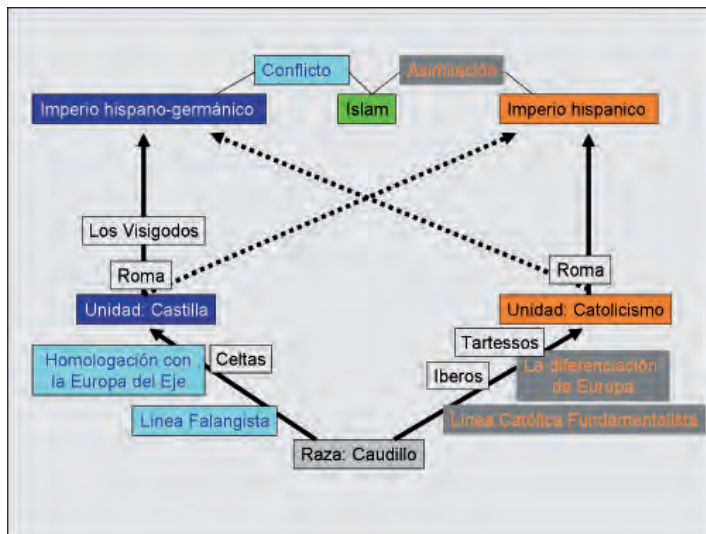 Conflicto
Asimilación
Imperio hispano-germánico
Islam
Imperio hispanico
Los Visigodos
Roma
Roma
Unidad: Castilla
Unidad: Catolicismo
Tartessos
Homologación con
la Europa del Eje
Celtas
Iberos
La diferenciación
de Europa
Linea Falangista
Línea Católica Fundamentalista
Raza: Caudillo